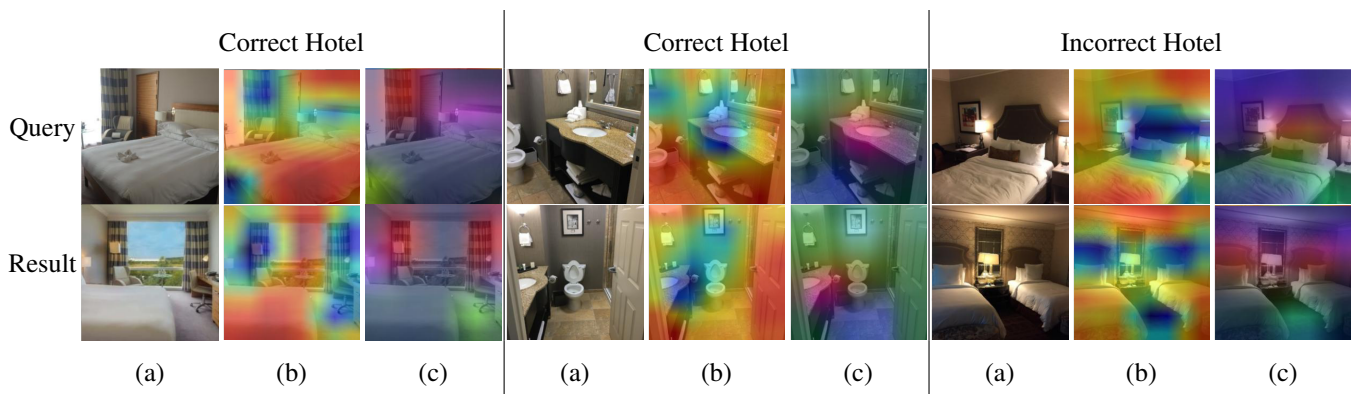 Correct Hotel
Correct Hotel
Incorrect Hotel
Query
Result
(a) (b) (c) (a) (b) (c) (a) (b) (c)